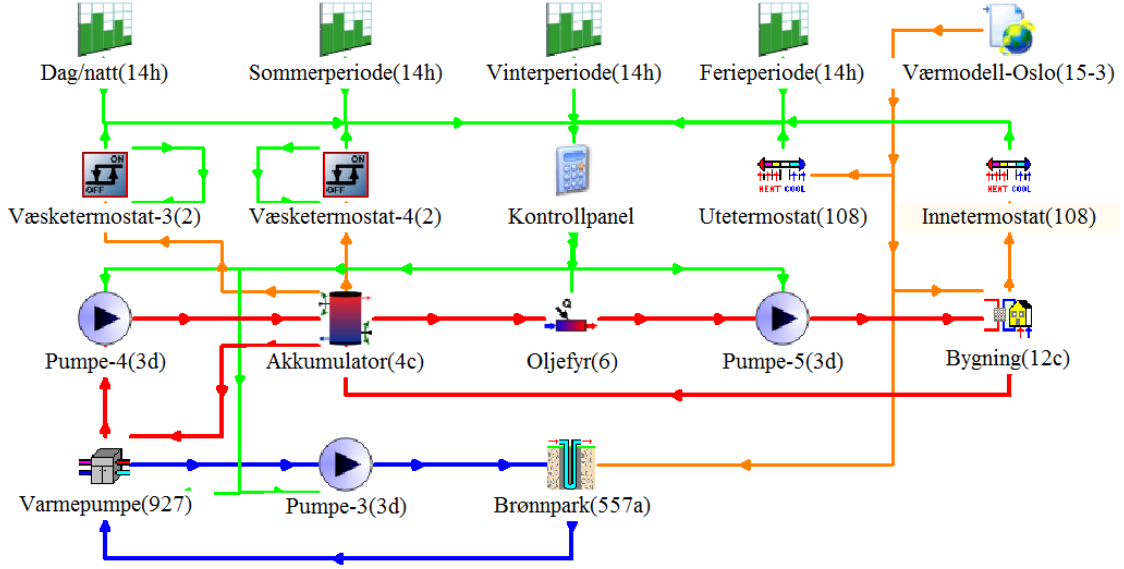 Dag/natt(14h)
Sommerperiode(14h)
Vinterperiode(14h)
Ferieperiode(14h)
Værmodell-Oslo(15-3)
ON
OFF
ON
OFF
HEAT COOL
HEAT COOL
Væsketermostat-3(2)
Væsketermostat-4(2)
Kontrollpanel
Utetermostat(108)
Innetermostat(108)
Q
Pumpe-4(3d)
Akkumulator(4c)
Oljefyr(6)
Pumpe-5(3d)
Bygning(12c)
Varmepumpe(927)
Pumpe-3(3d)
Brønnpark(557a)